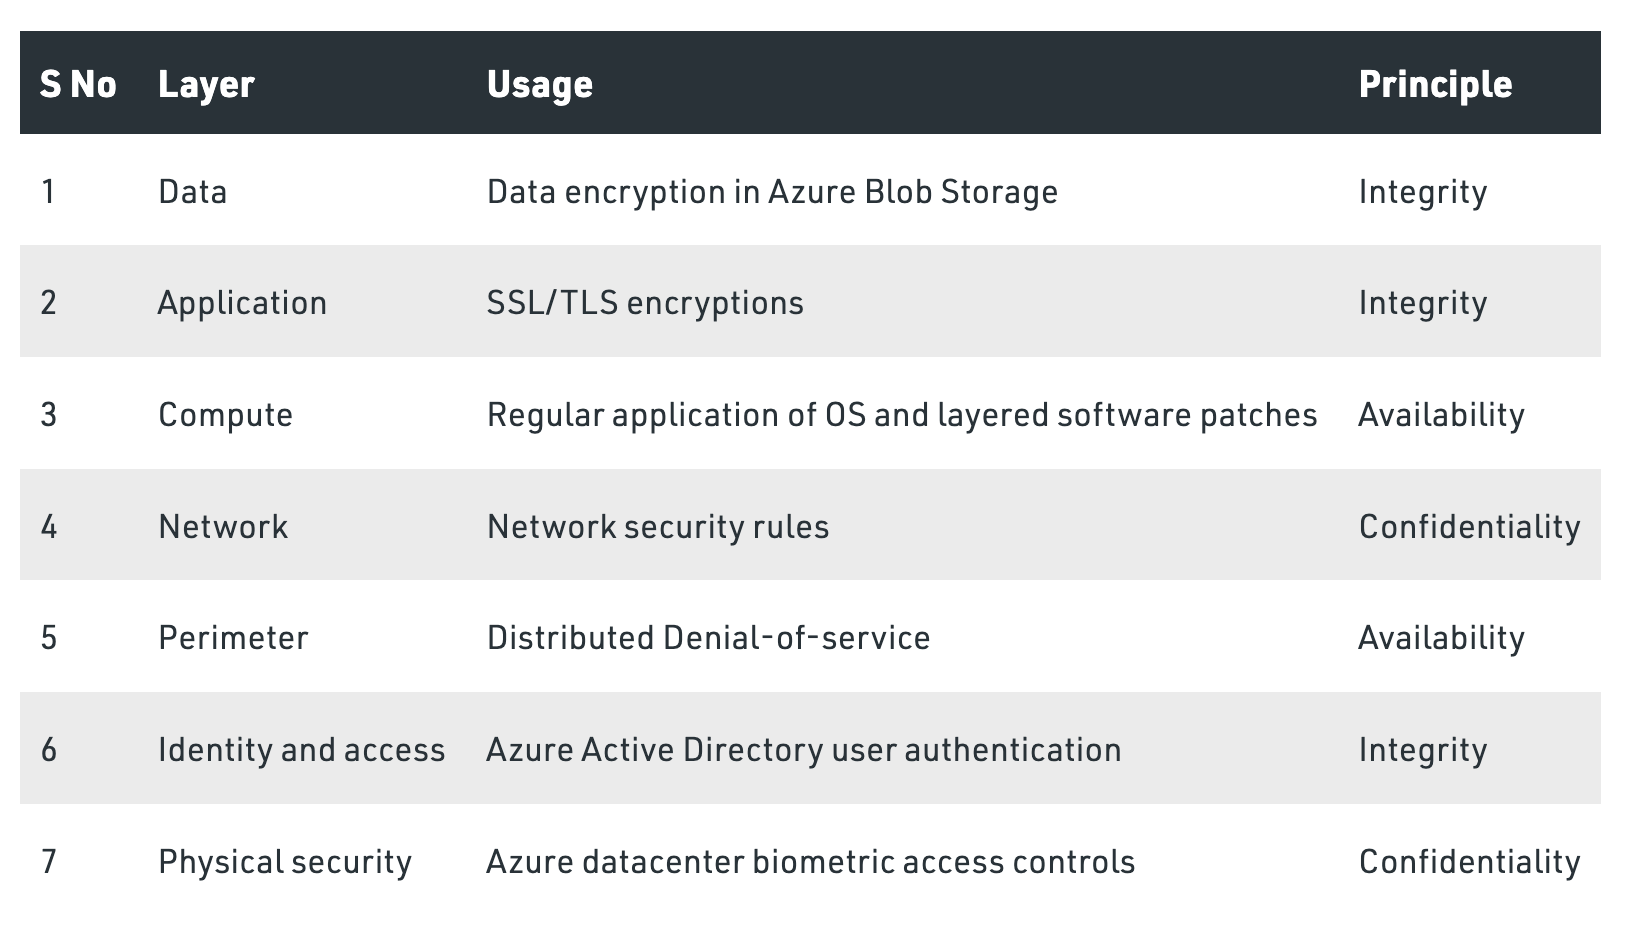 S No Layer Usage Principle
1 Data Data encryption in Azure Blob Storage Integrity
2 Application SSL/TLS encryptions Integrity
3 Compute Regular application of OS and layered software patches Availability
4 Network Network security rules Confidentiality
5 Perimeter Distributed Denial-of-service Availability
6 Identity and access Azure Active Directory user authentication Integrity
7 Physical security Azure datacenter biometric access controls Confidentiality